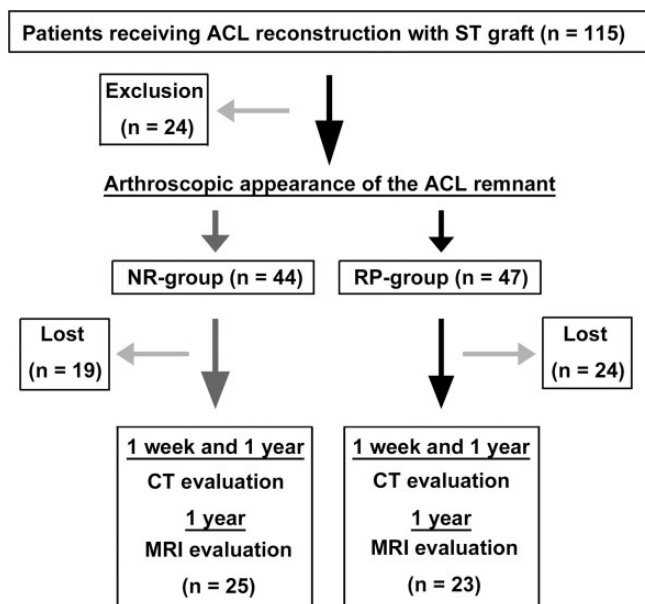 Patients receiving ACL reconstruction with ST graft (n = 115)
Exclusion
(n = 24)
Arthroscopic appearance of the ACL remnant
NR-group (n = 44)
RP-group (n = 47)
Lost
(n = 19)
Lost
(n = 24)
1 week and 1 year
CT evaluation
1 year
MRI evaluation
(n = 25)
1 week and 1 year
CT evaluation
1 year
MRI evaluation
(n = 23)